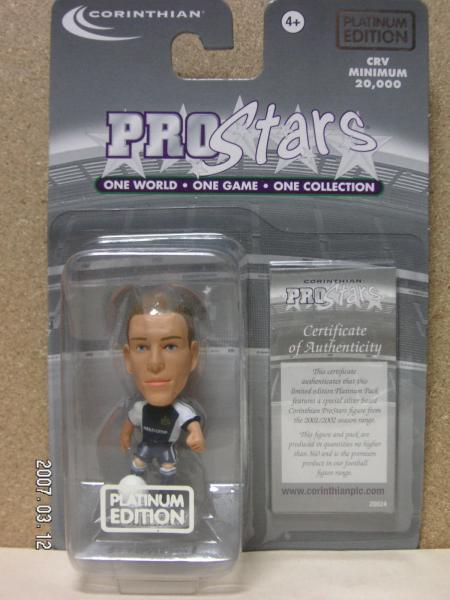 CORINTHIAN
4+
PLATINUM
EDITION
CRV
MINIMUM
20,000
PROStars
ONE WORLD • ONE GAME • ONE COLLECTION
CORINTHIAN
PROStars
Certificate
of Authenticity
This certificate
authenticates that this
limited edition Platinum Pack
features a special silver based
Corinthian ProStars figure from
the 2001/2002 season range.
This figure and pack are
produced in quantities no higher
than 360 and is the premium
product in our football
figure range.
www.corinthianplc.com
20024
PLATINUM
EDITION
2007. 03. 12